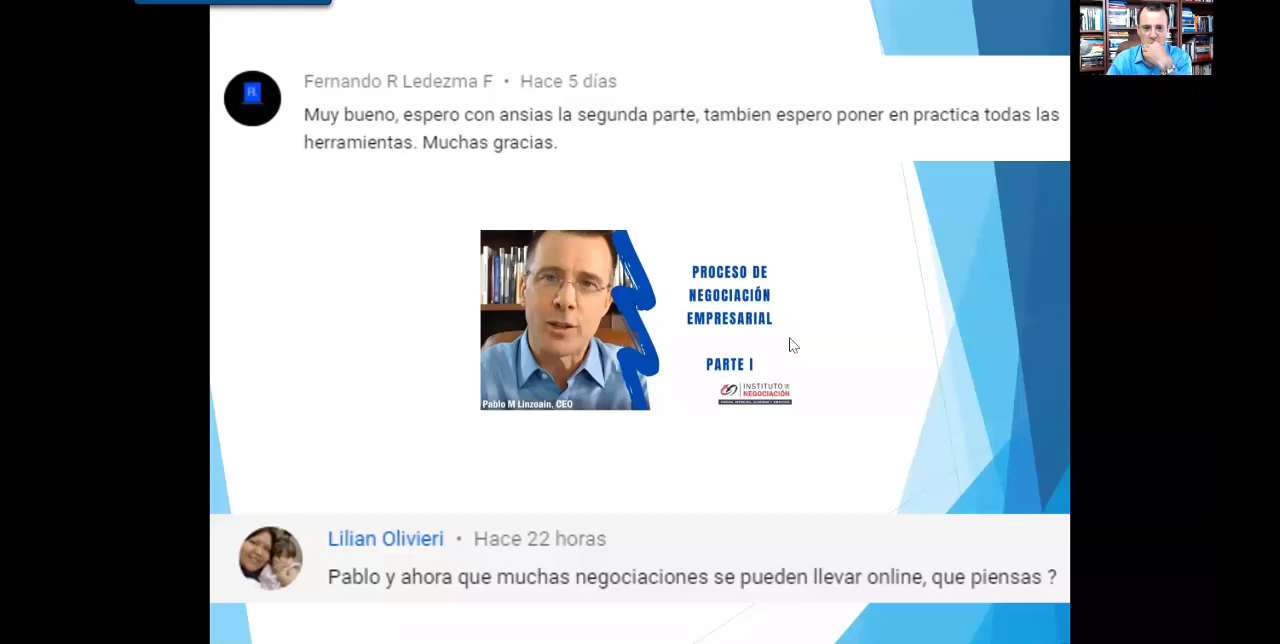 Fernando R Ledezma F • Hace 5 días
FL
Muy bueno, espero con ansias la segunda parte, tambien espero poner en practica todas las
herramientas. Muchas gracias.
PROCESO DE
NEGOCIACIÓN
EMPRESARIAL
PARTE I
INSTITUTO DE
NEGOCIACIÓN
Pablo M Linzoain, CEO
Lilian Olivieri • Hace 22 horas
Pablo y ahora que muchas negociaciones se pueden llevar online, que piensas ?